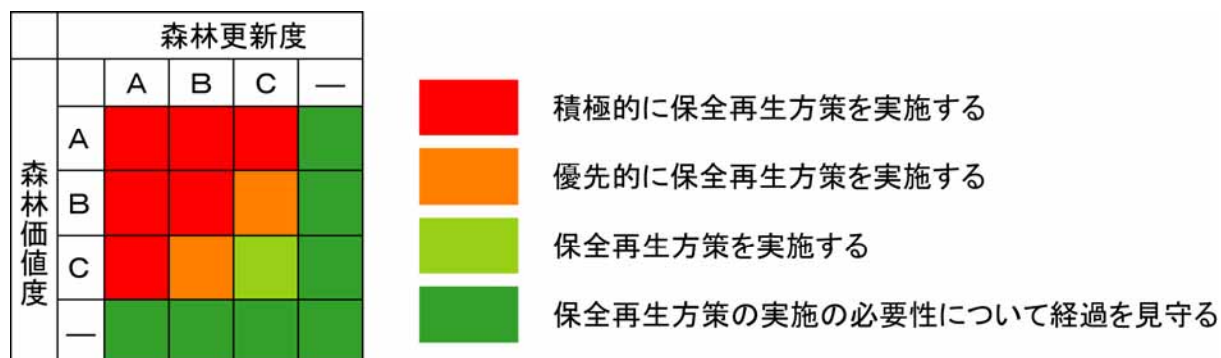 森林更新度
A B C —
森林価値度
A
B
C
—
積極的に保全再生方策を実施する
優先的に保全再生方策を実施する
保全再生方策を実施する
保全再生方策の実施の必要性について経過を見守る